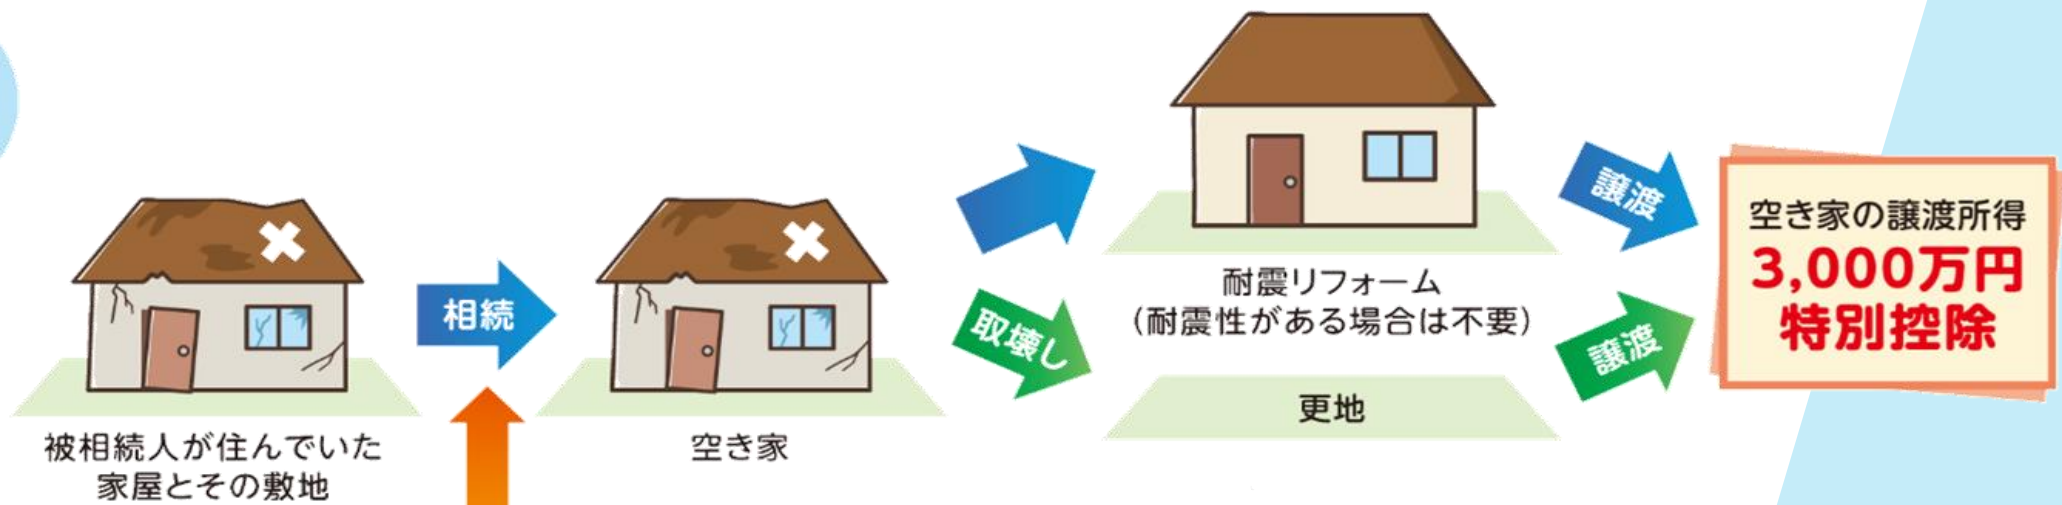 被相続人が住んでいた
家屋とその敷地
相続
空き家
取壊し
耐震リフォーム
（耐震性がある場合は不要）
更地
譲渡
譲渡
空き家の譲渡所得
3,000万円
特別控除